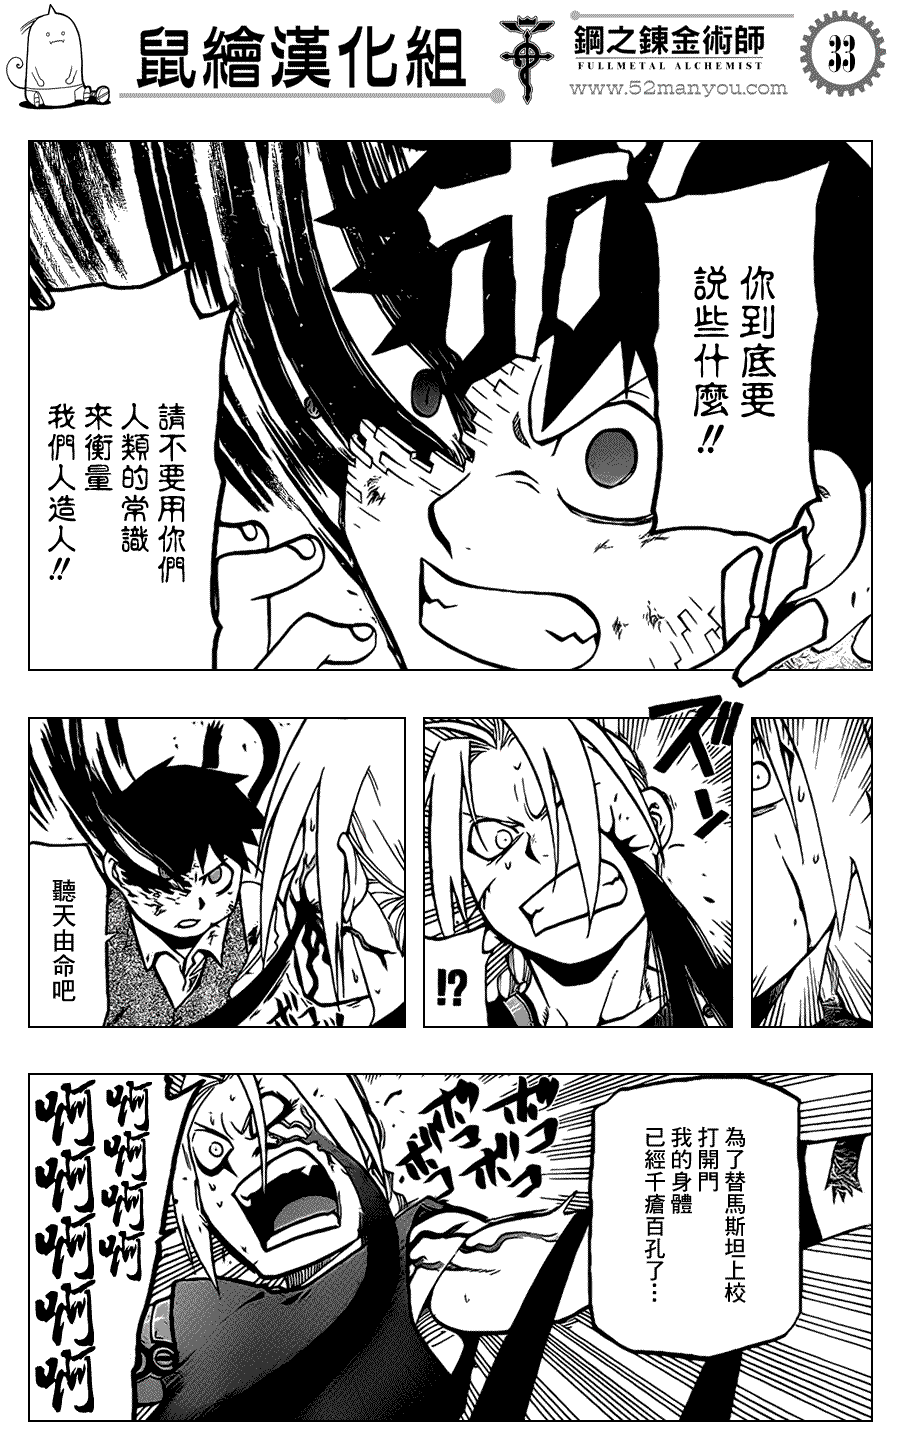 鼠繪漢化組
鋼之鍊金術師
FULLMETAL ALCHEMIST
www.52manyou.com
33
你到底要
說些什麼!!
請不要用你們
人類的常識
來衡量
我們人造人!!
ズン
!?
聽天由命吧
ボコ
ボコ
為了替馬斯坦上校
打開門
我的身體
已經千瘡百孔了…
ボコ
ボコ
ボコ
ボコ
啊啊啊啊
啊啊啊啊啊